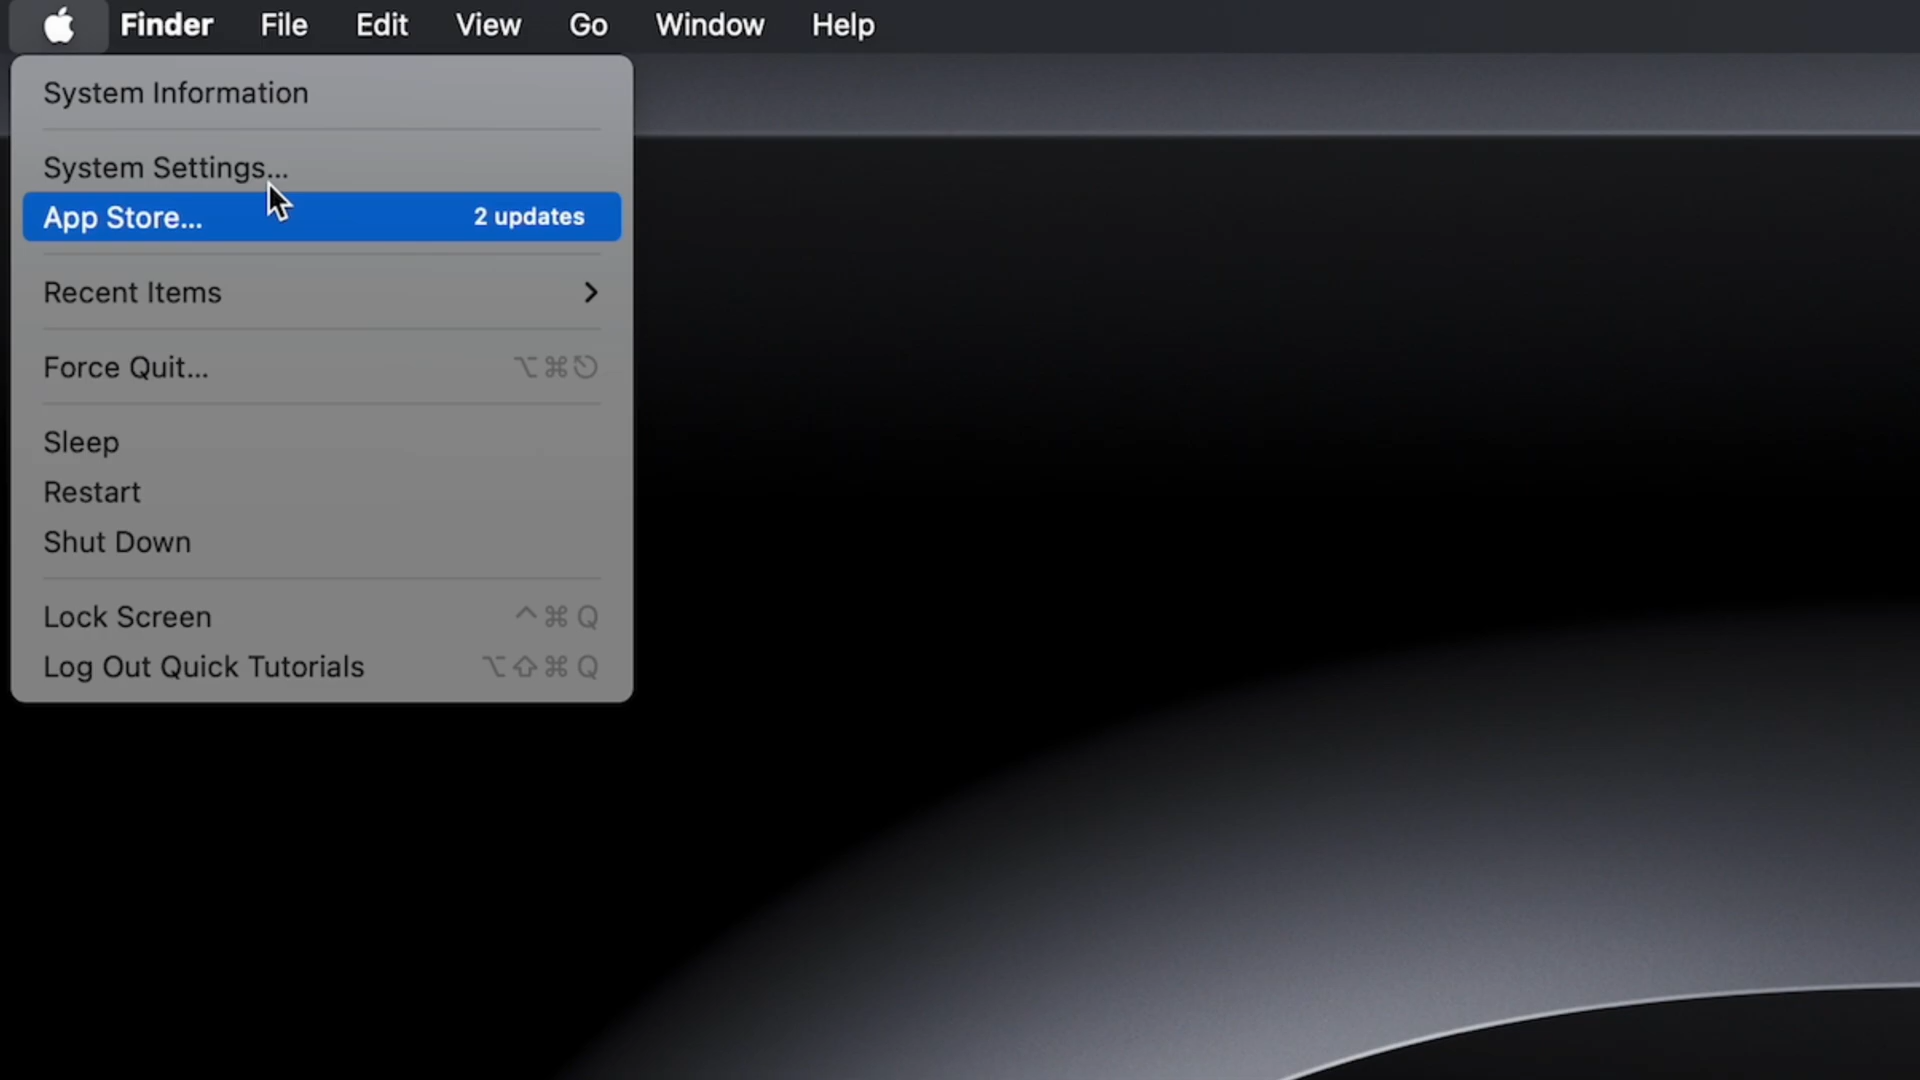 Finder File Edit View Go Window Help
System Information
System Settings...
App Store... 2 updates
Recent Items
Force Quit... ⌥⌘⎋
Sleep
Restart
Shut Down
Lock Screen ^⌘Q
Log Out Quick Tutorials ⌥⇧⌘Q